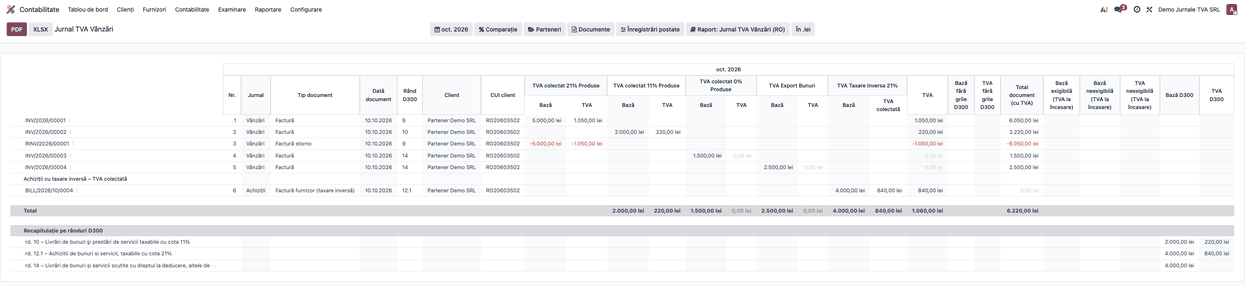 Contabilitate Tablou de bord Clienți Furnizori Contabilitate Examinare Raportare Configurare Demo Jurnale TVA SRL
PDF XLSX Jurnal TVA Vânzări oct. 2026 Comparație Parteneri Documente Înregistrări postate Raport: Jurnal TVA Vânzări (RO) În .lei
oct. 2026
Nr. Jurnal Tip document Dată document Rând D300 Client CUI client TVA colectat 21% Produse TVA colectat 11% Produse TVA colectat 0% Produse TVA Export Bunuri TVA Taxare Inversa 21% TVA Bază fără grile D300 TVA fără grile D300 Total document (cu TVA) Bază exigibilă (TVA la încasare) Bază neexigibilă (TVA la încasare) TVA neexigibilă (TVA la încasare) Bază D300 TVA D300
Bază TVA Bază TVA Bază TVA Bază TVA Bază TVA colectată
INV/2026/00001 1 Vânzări Factură 10.10.2026 9 Partener Demo SRL RO20603502 5.000,00 lei 1.050,00 lei 1.050,00 lei 6.050,00 lei
INV/2026/00002 2 Vânzări Factură 10.10.2026 10 Partener Demo SRL RO20603502 2.000,00 lei 220,00 lei 220,00 lei 2.220,00 lei
RINV/2026/00001 3 Vânzări Factură storno 10.10.2026 9 Partener Demo SRL RO20603502 -5.000,00 lei -1.050,00 lei -1.050,00 lei -6.050,00 lei
INV/2026/00003 4 Vânzări Factură 10.10.2026 14 Partener Demo SRL RO20603502 1.500,00 lei 0,00 lei 0,00 lei 1.500,00 lei
INV/2026/00004 5 Vânzări Factură 10.10.2026 14 Partener Demo SRL RO20603502 2.500,00 lei 0,00 lei 0,00 lei 2.500,00 lei
Achiziții cu taxare inversă – TVA colectată
BILL/2026/10/0004 6 Achiziții Factură furnizor (taxare inversă) 10.10.2026 12.1 Partener Demo SRL RO20603502 4.000,00 lei 840,00 lei 840,00 lei 0,00 lei
Total 2.000,00 lei 220,00 lei 1.500,00 lei 0,00 lei 2.500,00 lei 0,00 lei 4.000,00 lei 840,00 lei 1.060,00 lei 6.220,00 lei
Recapitulație pe rânduri D300
rd. 10 – Livrări de bunuri şi prestări de servicii taxabile cu cota 11% 2.000,00 lei 220,00 lei
rd. 12.1 – Achizitii de bunuri si servicii, taxabile cu cota 21% 4.000,00 lei 840,00 lei
rd. 14 – Livrări de bunuri şi servicii scutite cu dreptul la deducere, altele de ... 4.000,00 lei